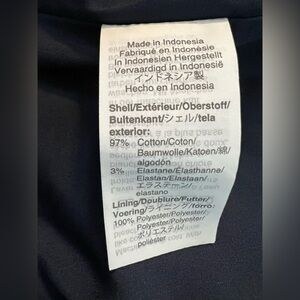 Made in Indonesia
Fabriqué en Indonésie
In Indonesien Hergestellt
Vervaardigd in Indonesië
インドネシア製
Hecho en Indonesia
Shell/Extérieur/Oberstoff/
Buitenkant/シェル/tela
exterior:
97% Cotton/Coton/
Baumwolle/Katoen/綿/
algodón
3% Elastane/Élasthanne/
Elastan/Elastaan/
エラステーン/
elastano
Lining/Doublure/Futter/
Voering/ライニング/forro:
100% Polyester/Polyester/
Polyester/Polyester/
ポリエステル/
poliéster